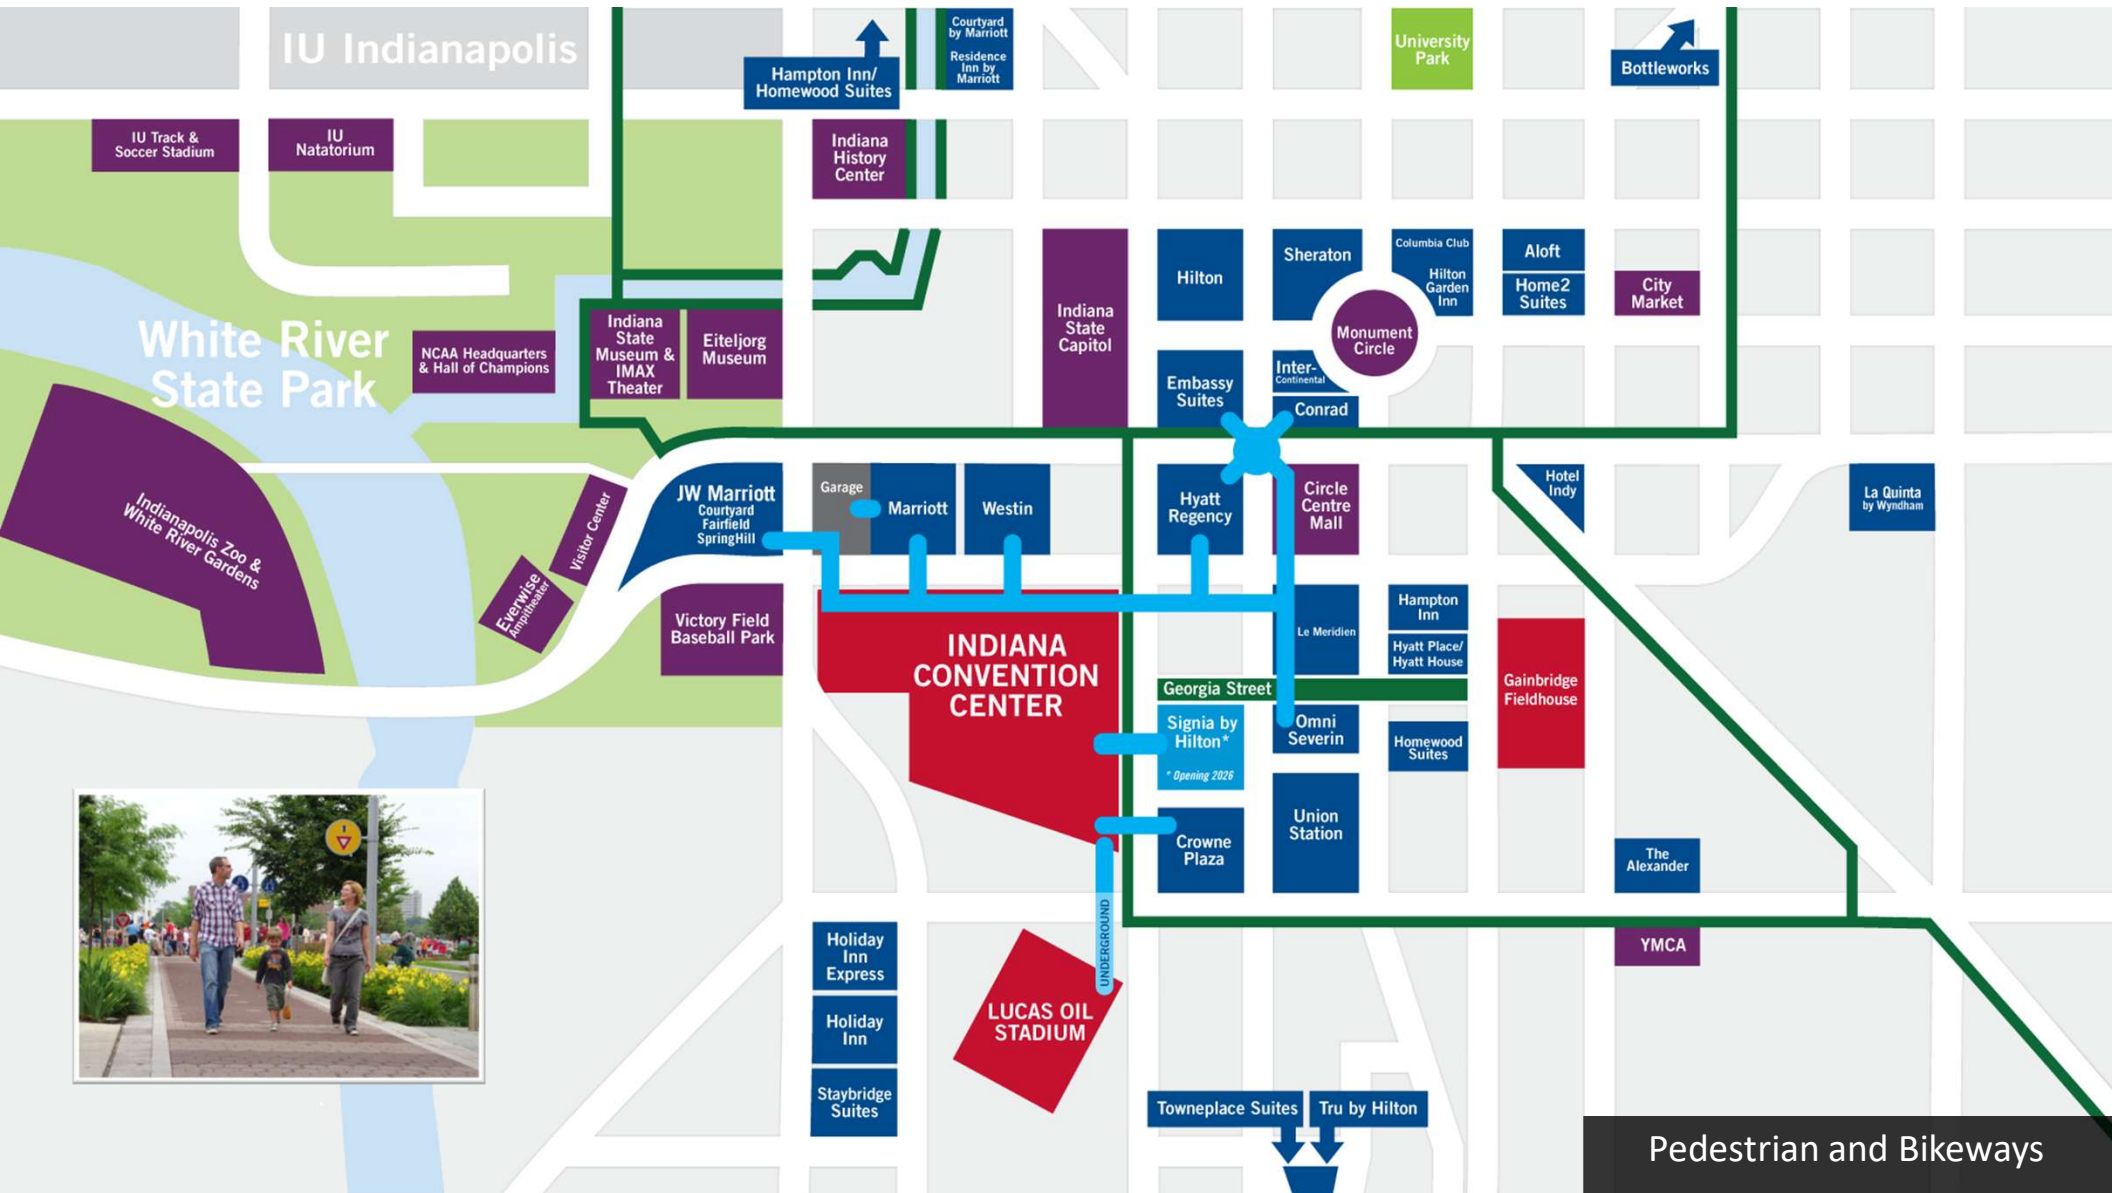 IU Indianapolis
Hampton Inn/
Homewood Suites
Courtyard
by Marriott
Residence
Inn by
Marriott
University
Park
Bottleworks
IU Track &
Soccer Stadium
IU
Natatorium
Indiana
History
Center
White River
State Park
NCAA Headquarters
& Hall of Champions
Indiana
State
Museum &
IMAX
Theater
Eiteljorg
Museum
Indiana
State
Capitol
Hilton
Sheraton
Columbia Club
Hilton
Garden
Inn
Aloft
Home2
Suites
City
Market
Monument
Circle
Embassy
Suites
Inter-
Continental
Conrad
Indianapolis Zoo &
White River Gardens
Visitor Center
Everwise
Ampitheater
JW Marriott
Courtyard
Fairfield
SpringHill
Garage
Marriott
Westin
Hyatt
Regency
Circle
Centre
Mall
Hotel
Indy
La Quinta
by Wyndham
Victory Field
Baseball Park
INDIANA
CONVENTION
CENTER
Le Meridien
Hampton
Inn
Hyatt Place/
Hyatt House
Gainbridge
Fieldhouse
Georgia Street
Signia by
Hilton*
* Opening 2026
Omni
Severin
Homewood
Suites
Crowne
Plaza
Union
Station
The
Alexander
YMCA
UNDERGROUND
Holiday
Inn
Express
Holiday
Inn
Staybridge
Suites
LUCAS OIL
STADIUM
Towneplace Suites
Tru by Hilton
Pedestrian and Bikeways